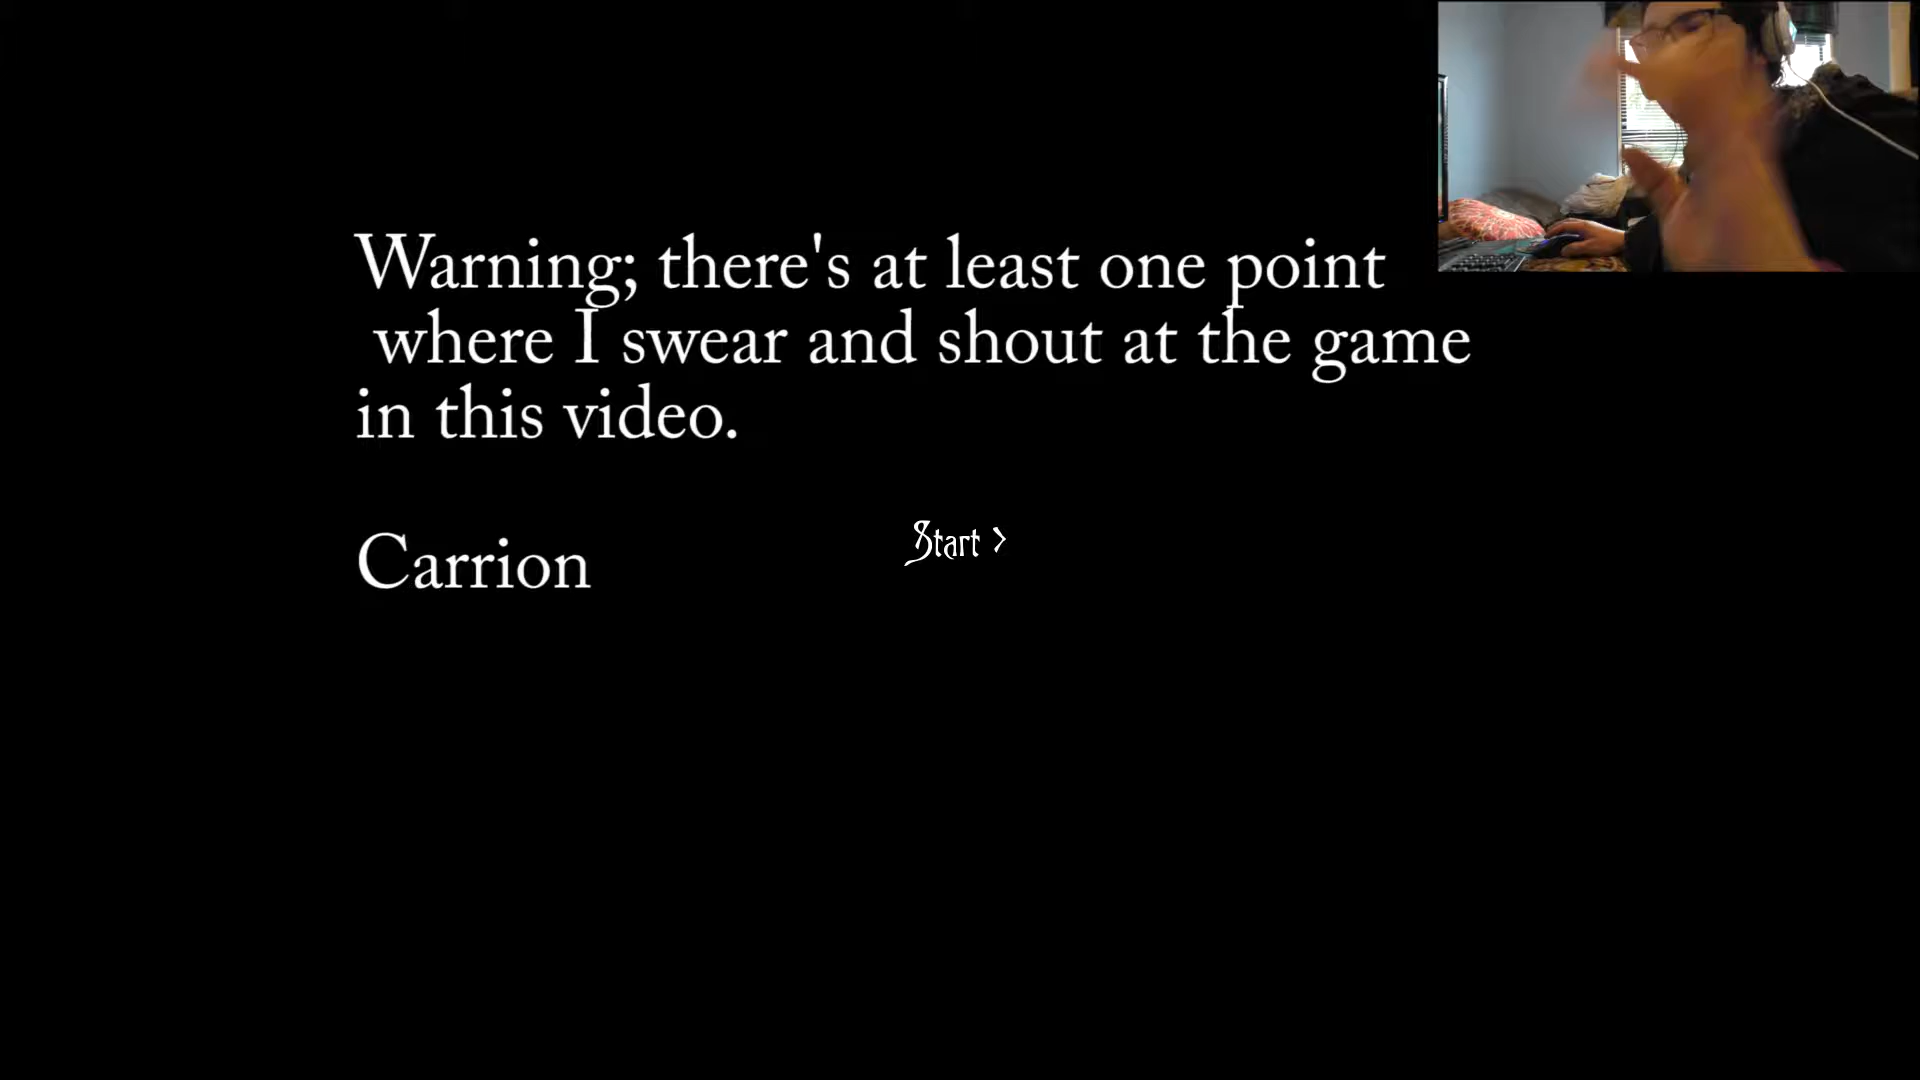 Warning; there's at least one point
where I swear and shout at the game
in this video.
Start >
Carrion